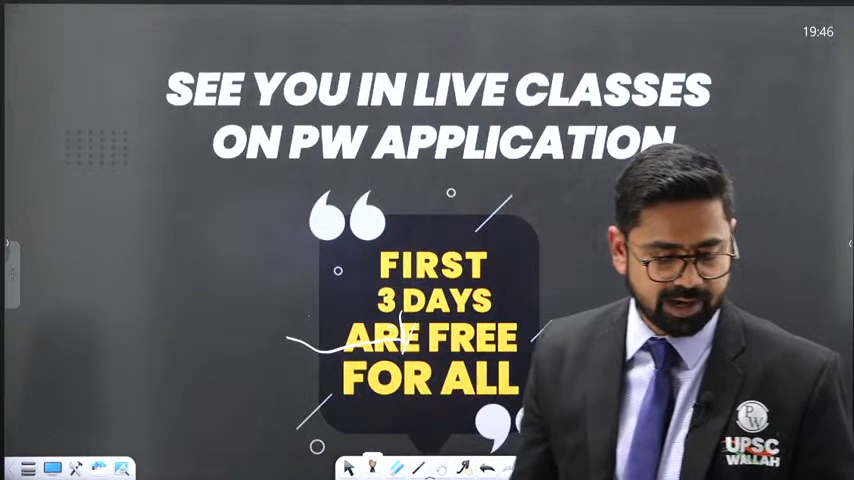 19:46
SEE YOU IN LIVE CLASSES
ON PW APPLICATION
FIRST
3 DAYS
ARE FREE
FOR ALL
PW
UPSC
WALLAH